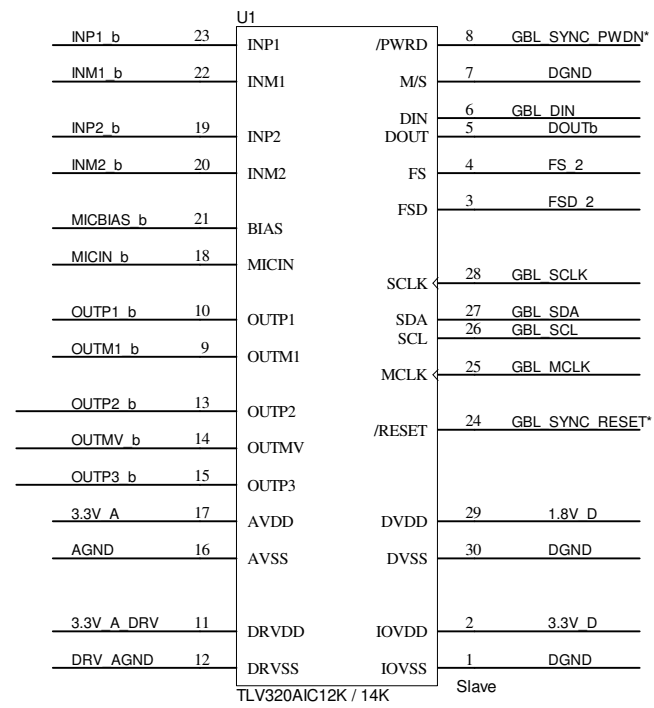 U1
INP1_b 23 INP1 /PWRD 8 GBL_SYNC_PWDN*
INM1_b 22 INM1 M/S 7 DGND
DIN 6 GBL_DIN
INP2_b 19 INP2 DOUT 5 DOUTb
INM2_b 20 INM2 FS 4 FS_2
FSD 3 FSD_2
MICBIAS_b 21 BIAS
MICIN_b 18 MICIN
SCLK 28 GBL_SCLK
OUTP1_b 10 OUTP1 SDA 27 GBL_SDA
SCL 26 GBL_SCL
OUTM1_b 9 OUTM1
MCLK 25 GBL_MCLK
OUTP2_b 13 OUTP2
/RESET 24 GBL_SYNC_RESET*
OUTMV_b 14 OUTMV
OUTP3_b 15 OUTP3
3.3V_A 17 AVDD DVDD 29 1.8V_D
AGND 16 AVSS DVSS 30 DGND
3.3V_A_DRV 11 DRVDD IOVDD 2 3.3V_D
DRV_AGND 12 DRVSS IOVSS 1 DGND
TLV320AIC12K / 14K Slave